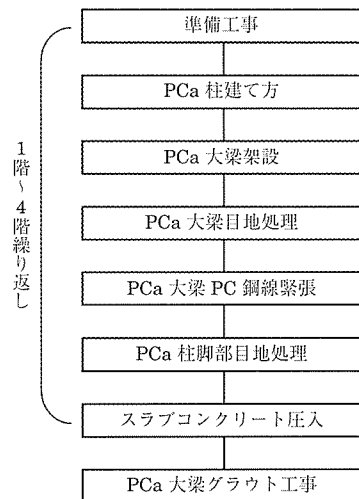 準備工事
PCa 柱建て方
PCa 大梁架設
PCa 大梁目地処理
PCa 大梁 PC 鋼線緊張
PCa 柱脚部目地処理
スラブコンクリート圧入
PCa 大梁グラウト工事
1階~4階繰り返し